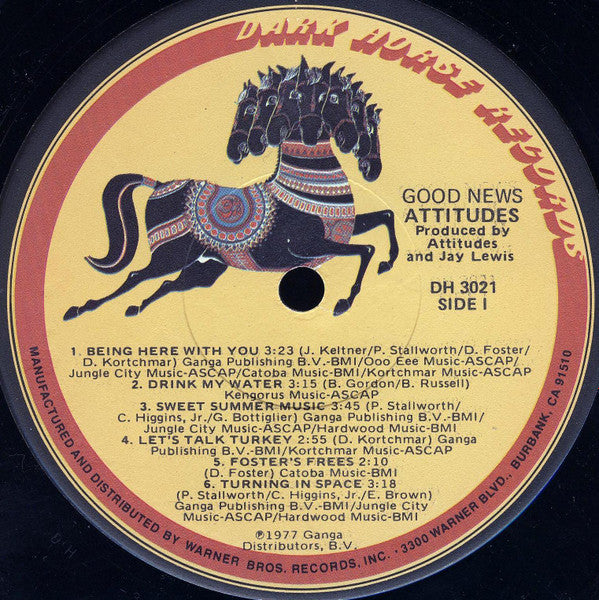 DARK HORSE RECORDS
GOOD NEWS
ATTITUDES
Produced by
Attitudes
and Jay Lewis
DH 3021
SIDE I
1. BEING HERE WITH YOU 3:23 (J. Keltner/P. Stallworth/D. Foster/
D. Kortchmar) Ganga Publishing B.V.-BMI/Ooo Eee Music-ASCAP/
Jungle City Music-ASCAP/Catoba Music-BMI/Kortchmar Music-ASCAP
2. DRINK MY WATER 3:15 (B. Gordon/B. Russell)
Kengorus Music-ASCAP
3. SWEET SUMMER MUSIC 3:45 (P. Stallworth/
C. Higgins, Jr./G. Bottiglier) Ganga Publishing B.V.-BMI/
Jungle City Music-ASCAP/Hardwood Music-BMI
4. LET'S TALK TURKEY 2:55 (D. Kortchmar) Ganga
Publishing B.V.-BMI/Kortchmar Music-ASCAP
5. FOSTER'S FREES 2:10
(D. Foster) Catoba Music-BMI
6. TURNING IN SPACE 3:18
(P. Stallworth/C. Higgins, Jr./E. Brown)
Ganga Publishing B.V.-BMI/Jungle City
Music-ASCAP/Hardwood Music-BMI
℗1977 Ganga
Distributors, B.V.
MANUFACTURED AND DISTRIBUTED BY WARNER BROS. RECORDS, INC. · 3300 WARNER BLVD., BURBANK, CA 91510